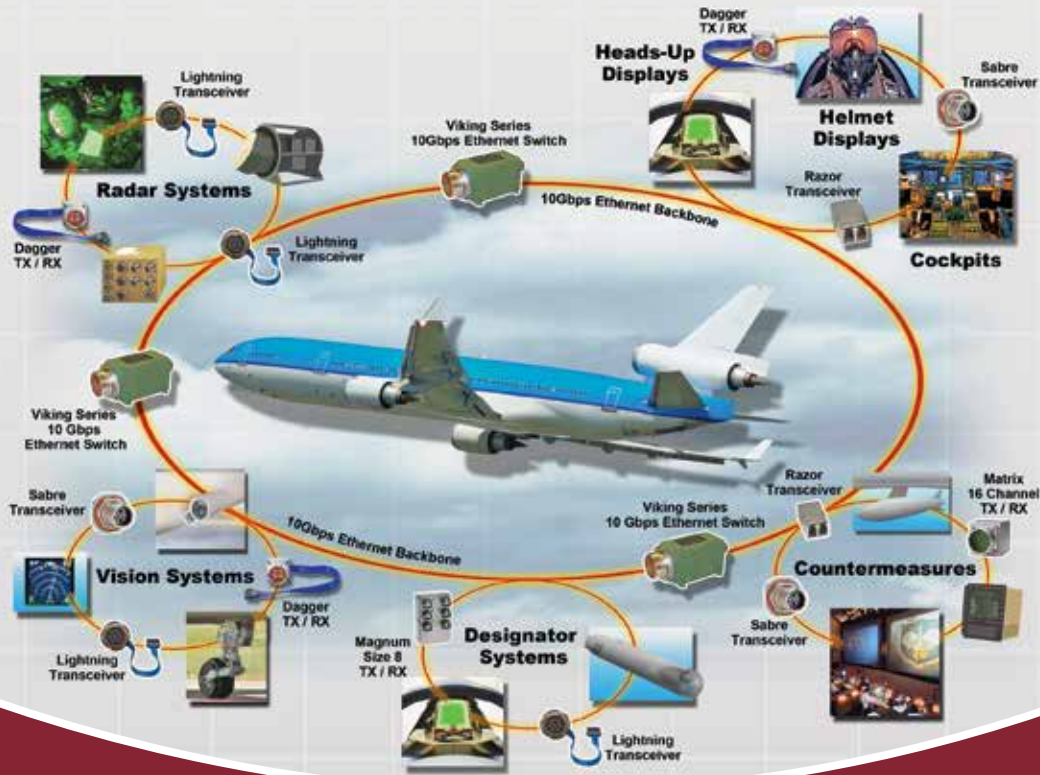 Dagger
TX / RX
Heads-Up
Displays
Sabre
Transceiver
Helmet
Displays
Lightning
Transceiver
Viking Series
10Gbps Ethernet Switch
Razor
Transceiver
Radar Systems
10Gbps Ethernet Backbone
Cockpits
Dagger
TX / RX
Lightning
Transceiver
Viking Series
10 Gbps
Ethernet Switch
Sabre
Transceiver
10Gbps Ethernet Backbone
Viking Series
10 Gbps Ethernet Switch
Razor
Transceiver
Matrix
16 Channel
TX / RX
Vision Systems
Countermeasures
Dagger
TX / RX
Lightning
Transceiver
Magnum
Size 8
TX / RX
Designator
Systems
Sabre
Transceiver
Lightning
Transceiver